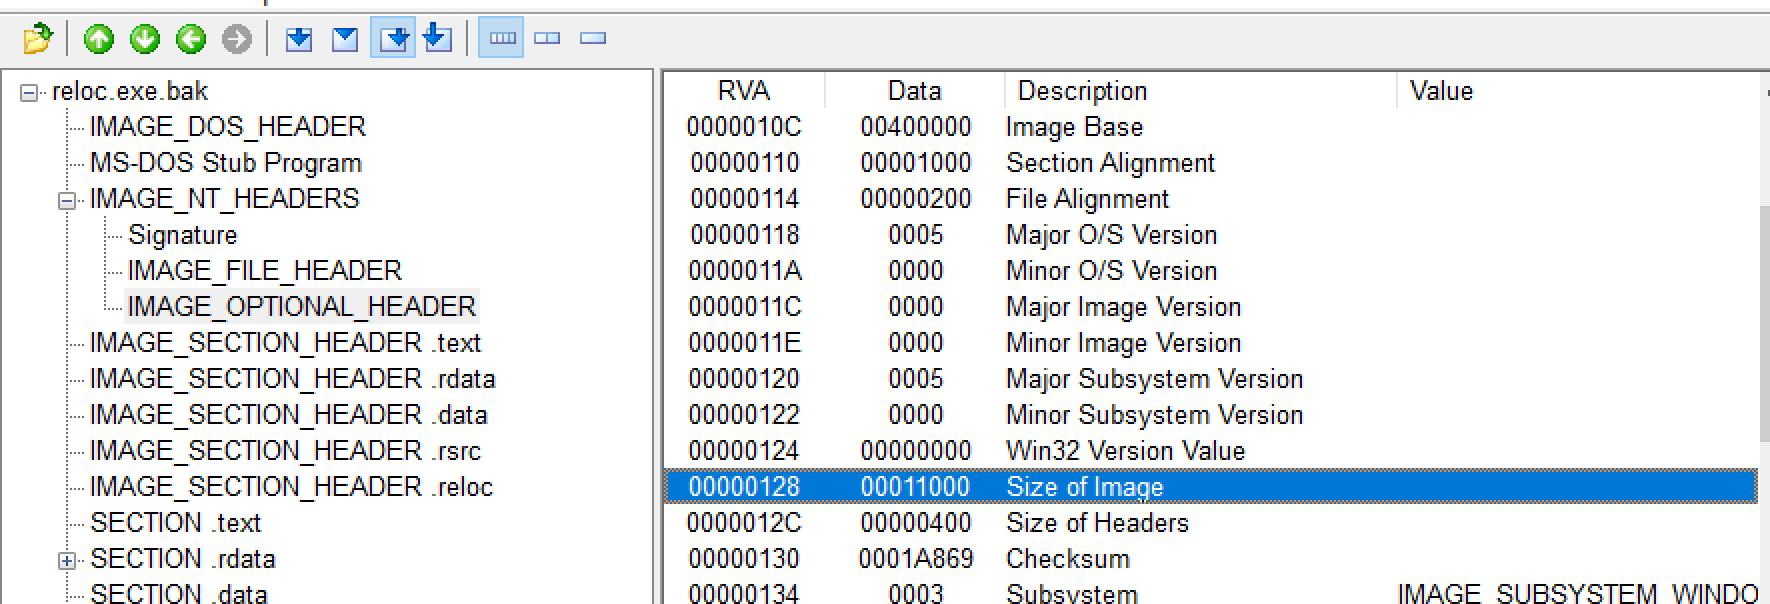 reloc.exe.bak
IMAGE_DOS_HEADER
MS-DOS Stub Program
IMAGE_NT_HEADERS
Signature
IMAGE_FILE_HEADER
IMAGE_OPTIONAL_HEADER
IMAGE_SECTION_HEADER .text
IMAGE_SECTION_HEADER .rdata
IMAGE_SECTION_HEADER .data
IMAGE_SECTION_HEADER .rsrc
IMAGE_SECTION_HEADER .reloc
SECTION .text
SECTION .rdata
SECTION .data
RVA Data Description Value
0000010C 00400000 Image Base
00000110 00001000 Section Alignment
00000114 00000200 File Alignment
00000118 0005 Major O/S Version
0000011A 0000 Minor O/S Version
0000011C 0000 Major Image Version
0000011E 0000 Minor Image Version
00000120 0005 Major Subsystem Version
00000122 0000 Minor Subsystem Version
00000124 00000000 Win32 Version Value
00000128 00011000 Size of Image
0000012C 00000400 Size of Headers
00000130 0001A869 Checksum
00000134 0003 Subsystem IMAGE_SUBSYSTEM_WINDO